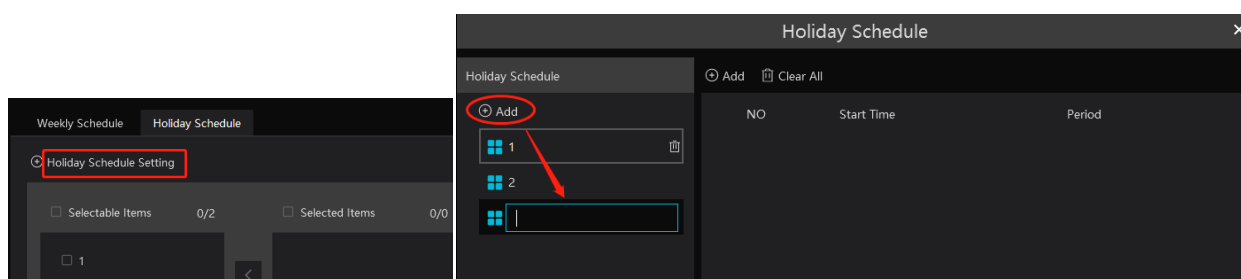 Weekly Schedule Holiday Schedule
Holiday Schedule Setting
Selectable Items 0/2 Selected Items 0/0
1
Holiday Schedule
Holiday Schedule
Add
1
2
Add Clear All
NO Start Time Period